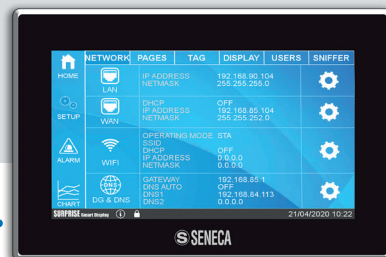 HOME
NETWORK PAGES TAG DISPLAY USERS SNIFFER
LAN
IP ADDRESS 192.168.90.104
NETMASK 255.255.255.0
SETUP
WAN
DHCP OFF
IP ADDRESS 192.168.85.104
NETMASK 255.255.252.0
ALARM
WIFI
OPERATING MODE STA
SSID
DHCP OFF
IP ADDRESS 0.0.0.0
NETMASK 0.0.0.0
CHART
DG & DNS
GATEWAY 192.168.85.1
DNS AUTO OFF
DNS1 192.168.84.113
DNS2 0.0.0.0
SURPRISE Smart Display 21/04/2020 10:22
S SENECA